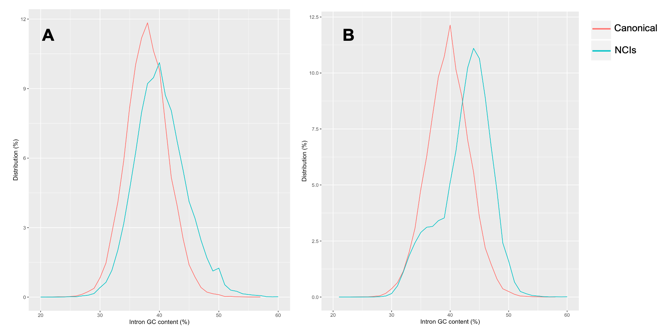 A
12
9
6
3
0
Distribution (%)
20
30
40
50
60
Intron GC content (%)
B
12.5
10.0
7.5
5.0
2.5
0.0
Distribution (%)
30
40
50
60
Intron GC content (%)
Canonical
NCIs